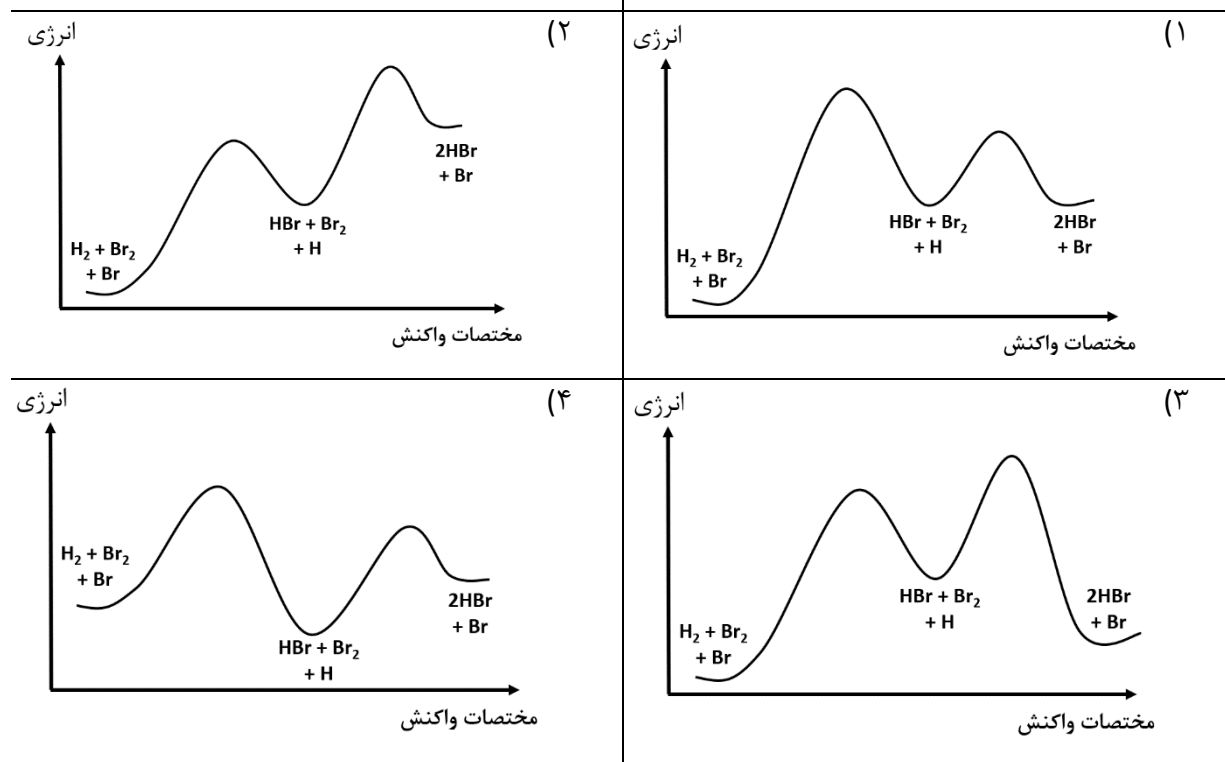 ۱)
انرژی
H₂ + Br₂
+ Br
HBr + Br₂
+ H
2HBr
+ Br
مختصات واکنش
۲)
انرژی
H₂ + Br₂
+ Br
HBr + Br₂
+ H
2HBr
+ Br
مختصات واکنش
۳)
انرژی
H₂ + Br₂
+ Br
HBr + Br₂
+ H
2HBr
+ Br
مختصات واکنش
۴)
انرژی
H₂ + Br₂
+ Br
HBr + Br₂
+ H
2HBr
+ Br
مختصات واکنش